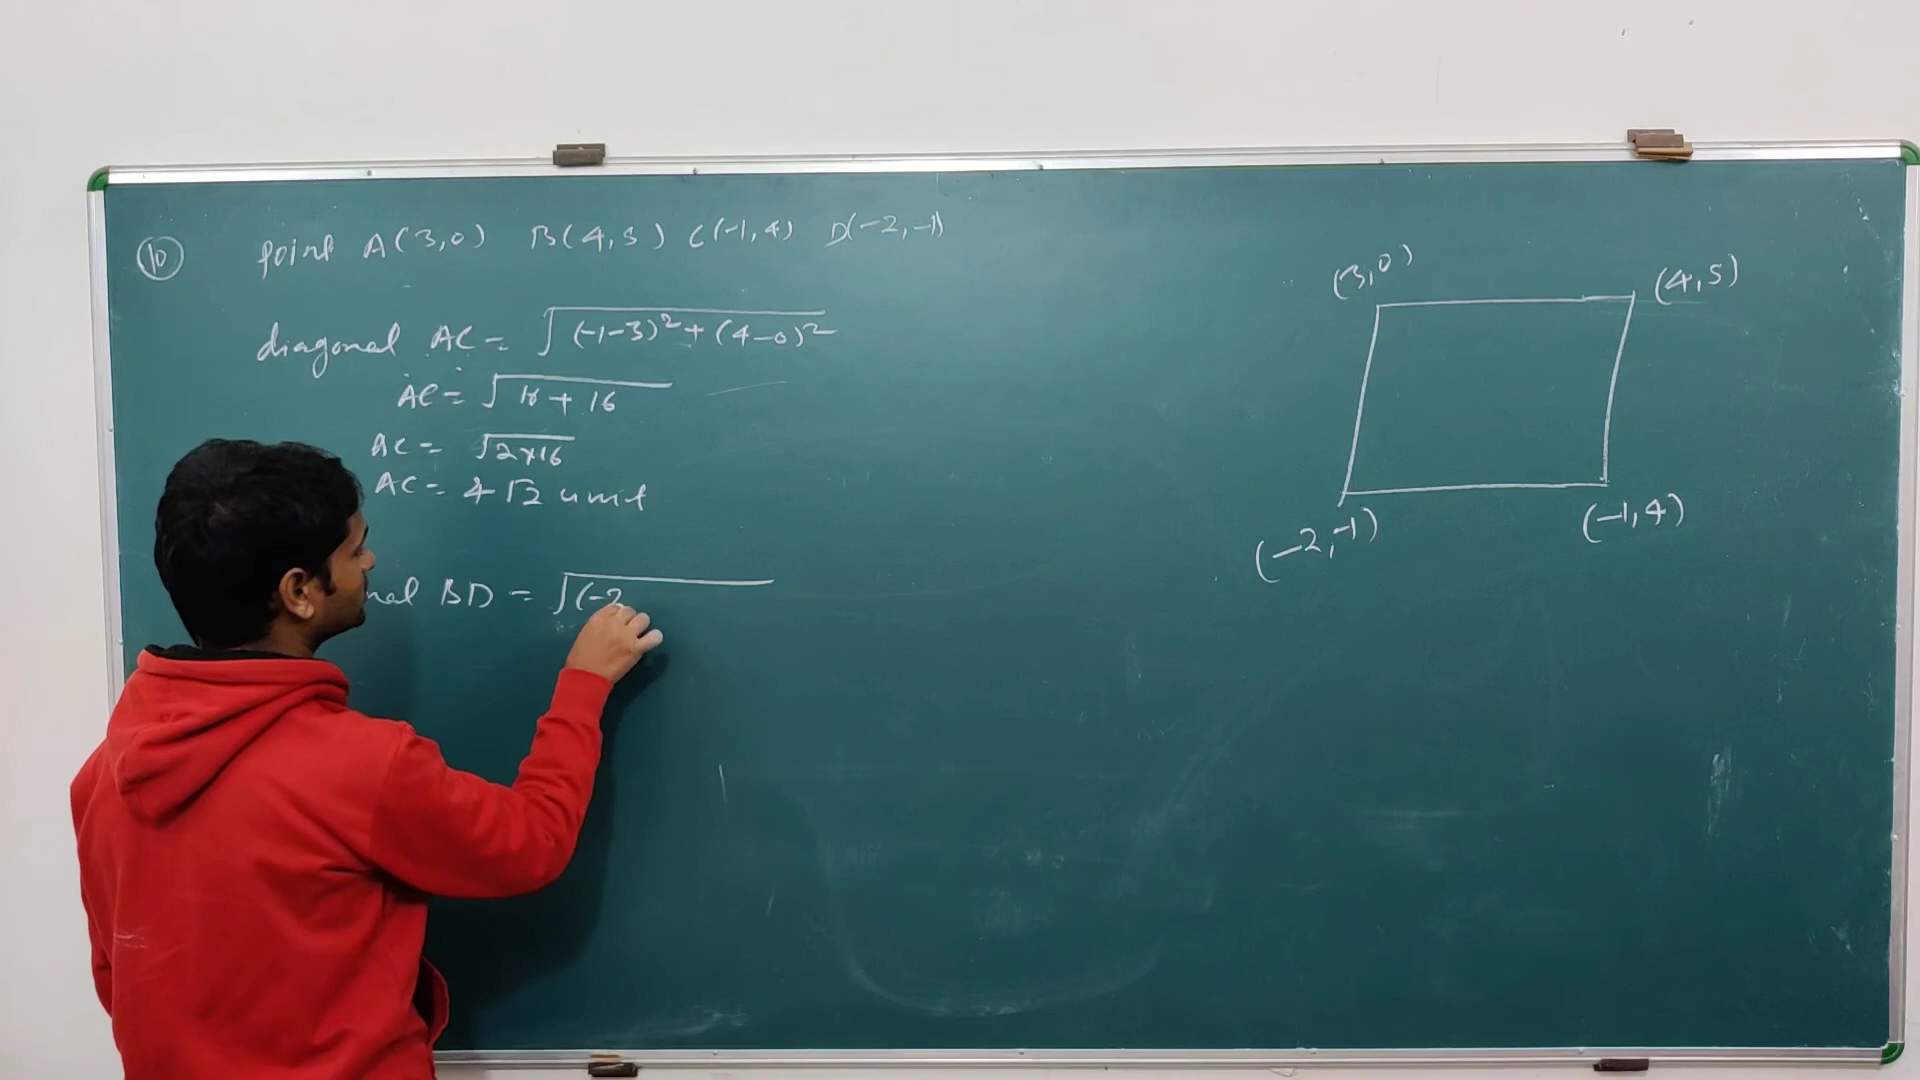 10 point A(3,0) B(4,5) C(-1,4) D(-2,-1)
diagonal AC = √(-1-3)²+(4-0)²
AC = √16+16
AC = √2×16
AC = 4√2 unit
nal BD = √(-2
(3,0) (4,5)
(-2,-1) (-1,4)